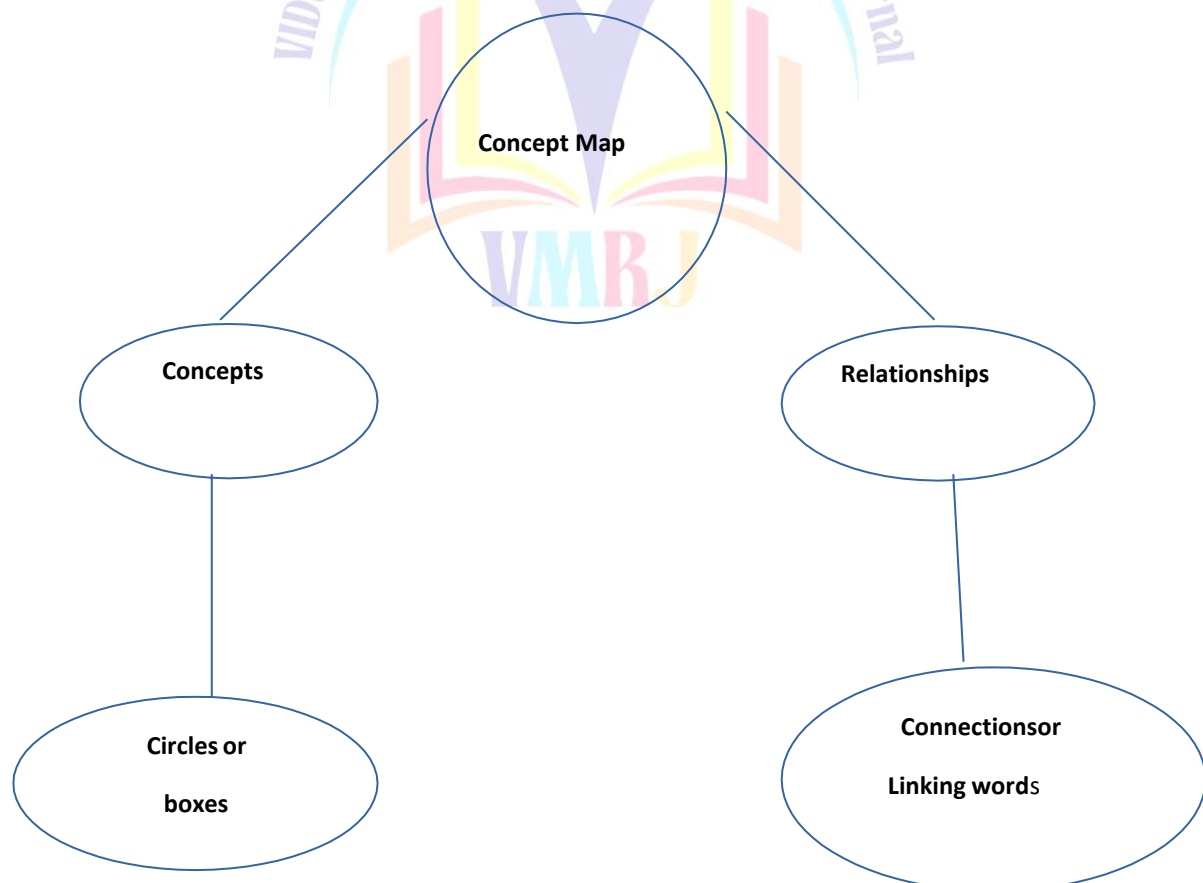 Concept Map
VMRJ
Concepts
Relationships
Circles or
boxes
Connectionsor
Linking words